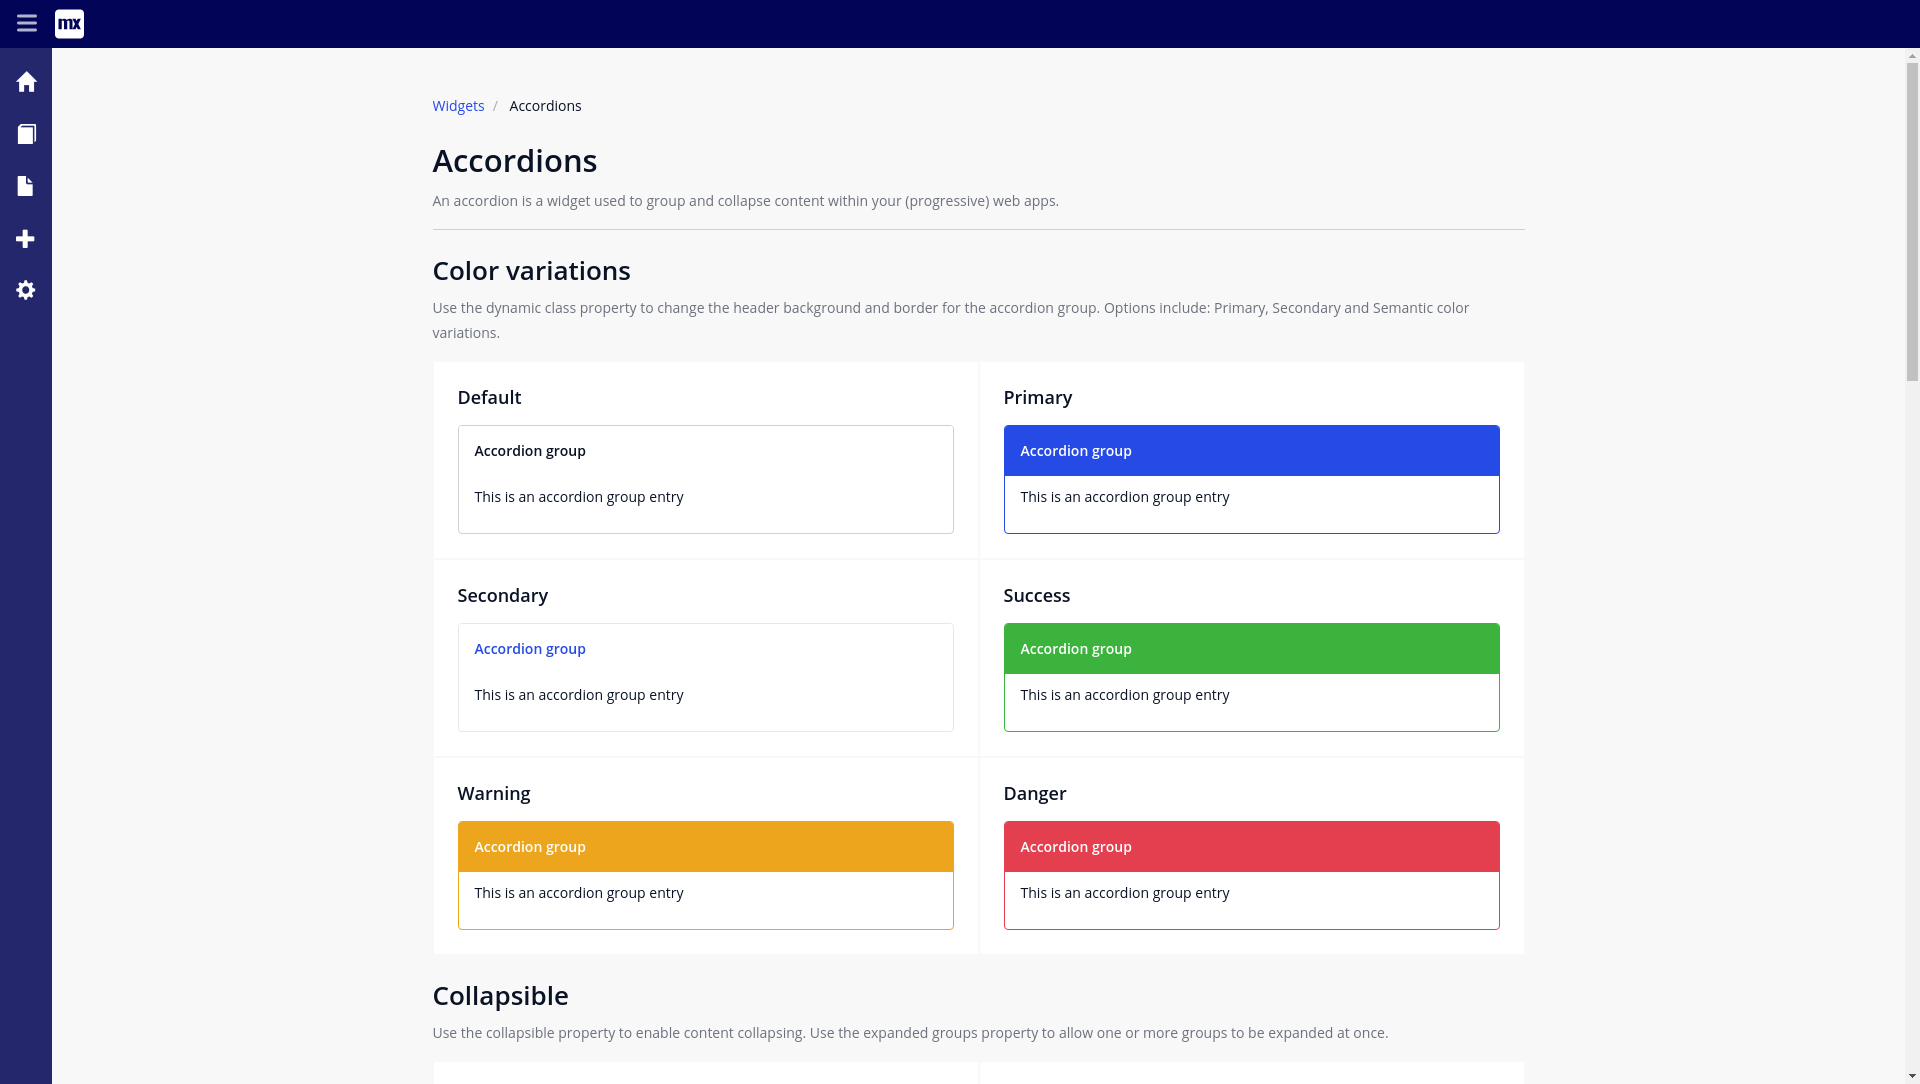 mx
Widgets / Accordions
Accordions
An accordion is a widget used to group and collapse content within your (progressive) web apps.
Color variations
Use the dynamic class property to change the header background and border for the accordion group. Options include: Primary, Secondary and Semantic color
variations.
Default
Accordion group
This is an accordion group entry
Primary
Accordion group
This is an accordion group entry
Secondary
Accordion group
This is an accordion group entry
Success
Accordion group
This is an accordion group entry
Warning
Accordion group
This is an accordion group entry
Danger
Accordion group
This is an accordion group entry
Collapsible
Use the collapsible property to enable content collapsing. Use the expanded groups property to allow one or more groups to be expanded at once.